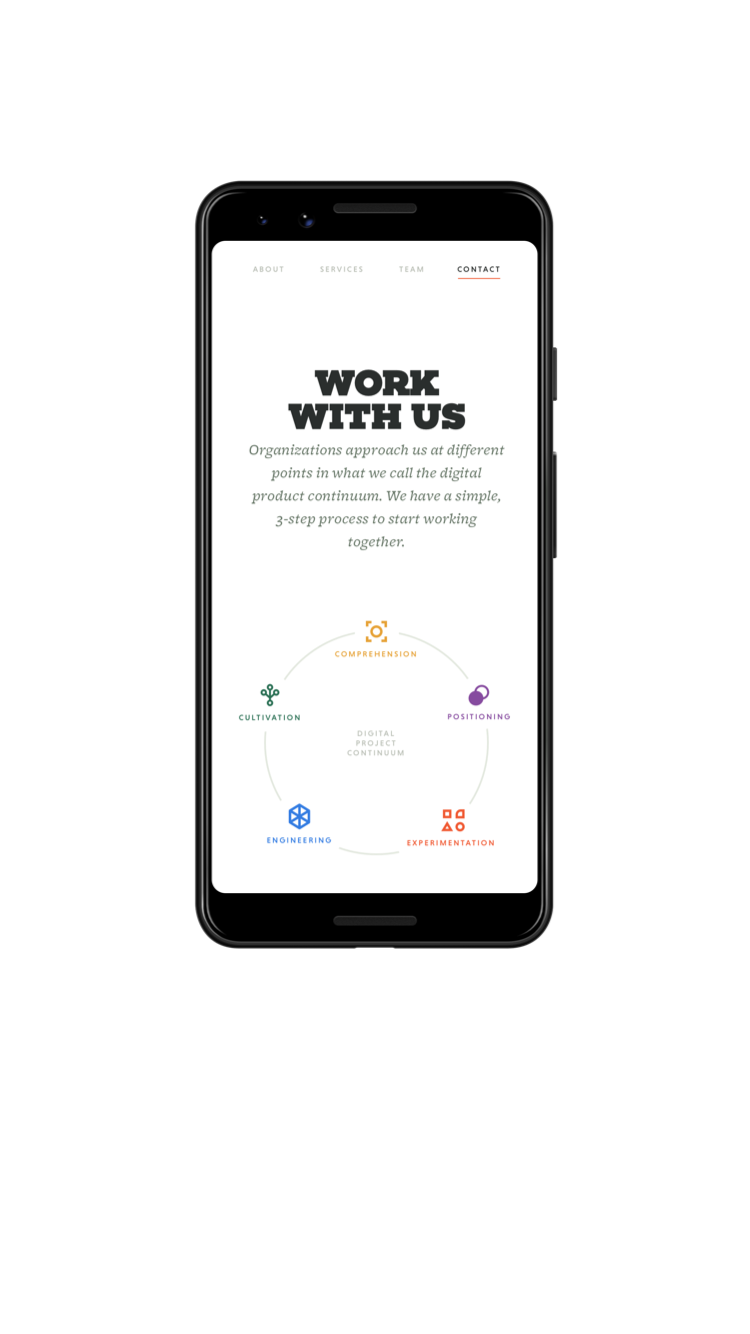 ABOUT SERVICES TEAM CONTACT
WORK
WITH US
Organizations approach us at different
points in what we call the digital
product continuum. We have a simple,
3-step process to start working
together.
COMPREHENSION
CULTIVATION
POSITIONING
DIGITAL
PROJECT
CONTINUUM
ENGINEERING
EXPERIMENTATION